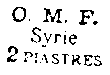 O. M. F.
Syrie
2 PIASTRES